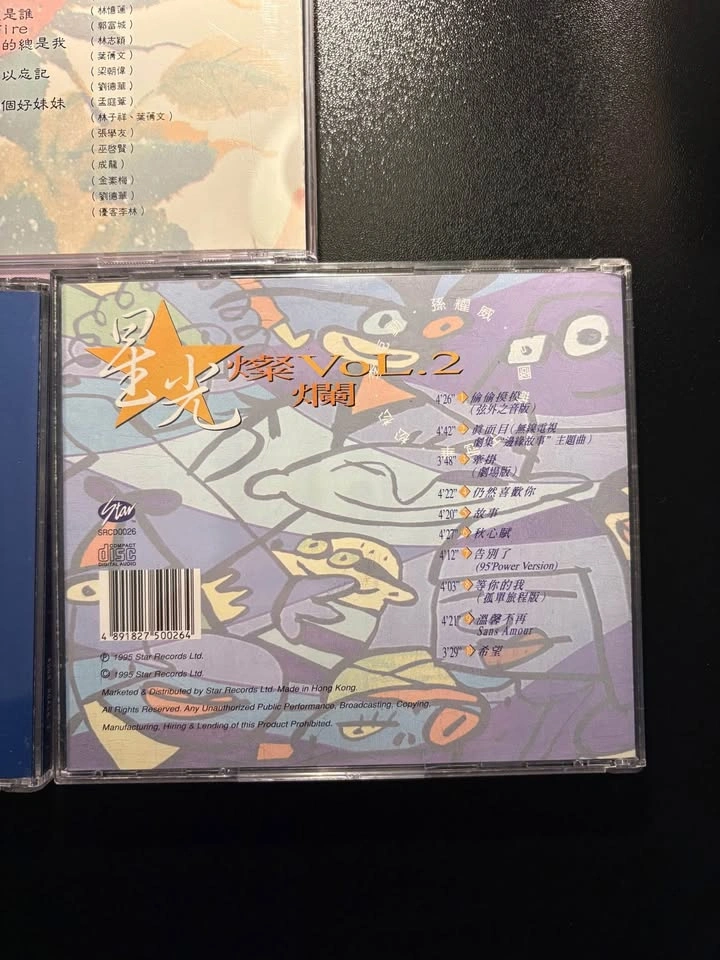 是誰
ire
的總是我
以忘記
個好妹妹
(林憶蓮)
(郭富城)
(林志穎)
(葉蒨文)
(梁朝偉)
(劉德華)
(孟庭葦)
(林子祥、葉蒨文)
(張學友)
(巫啓賢)
(成龍)
(金素梅)
(劉德華)
(優客李林)
星光燦爛 VoL.2
孫耀威
國
4'26" 偷偷摸摸
(弦外之音版)
4'42" 真面目(無線電視
劇集"邊緣故事"主題曲)
3'48" 牽掛
(劇場版)
4'22" 仍然喜歡你
4'20" 故事
4'27" 秋心賦
4'12" 告別了
(95'Power Version)
4'03" 等你的我
(孤單旅程版)
4'21" 溫馨不再
Sans Amour
3'29" 希望
Star
SRCD0026
COMPACT
disc
DIGITAL AUDIO
4 891827 500264
Ⓟ 1995 Star Records Ltd.
© 1995 Star Records Ltd
Marketed & Distributed by Star Records Ltd. Made in Hong Kong.
All Rights Reserved. Any Unauthorized Public Performance, Broadcasting, Copying,
Manufacturing, Hiring & Lending of this Product Prohibited.